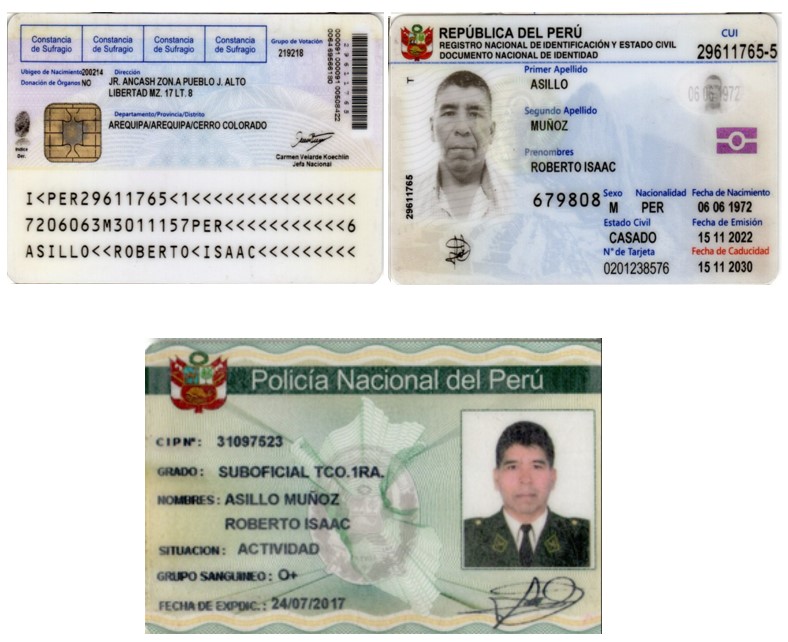 Constancia de Sufragio
Constancia de Sufragio
Constancia de Sufragio
Constancia de Sufragio
Grupo de Votación
219218
Ubigeo de Nacimiento 200214
Dirección
Donación de Órganos NO
JR. ANCASH ZON.A PUEBLO J. ALTO
LIBERTAD MZ. 17 LT. 8
Departamento/Provincia/Distrito
AREQUIPA/AREQUIPA/CERRO COLORADO
Indice
Der.
Carmen Velarde Koechlin
Jefa Nacional
29611765
I<PER29611765<1<<<<<<<<<<<<<<<
7206063M3011157PER<<<<<<<<<<<6
ASILLO<<ROBERTO<ISAAC<<<<<<<<<
REPÚBLICA DEL PERÚ
REGISTRO NACIONAL DE IDENTIFICACIÓN Y ESTADO CIVIL
DOCUMENTO NACIONAL DE IDENTIDAD
CUI
29611765-5
T
Primer Apellido
ASILLO
06 06 1972
Segundo Apellido
MUÑOZ
Prenombres
ROBERTO ISAAC
29611765
679808
Sexo Nacionalidad Fecha de Nacimiento
M PER 06 06 1972
Estado Civil Fecha de Emisión
CASADO 15 11 2022
N° de Tarjeta Fecha de Caducidad
0201238576 15 11 2030
Policía Nacional del Perú
CIP Nº: 31097523
GRADO: SUBOFICIAL TCO.1RA.
NOMBRES: ASILLO MUÑOZ
ROBERTO ISAAC
SITUACION: ACTIVIDAD
GRUPO SANGUINEO: O+
FECHA DE EXPDIC.: 24/07/2017